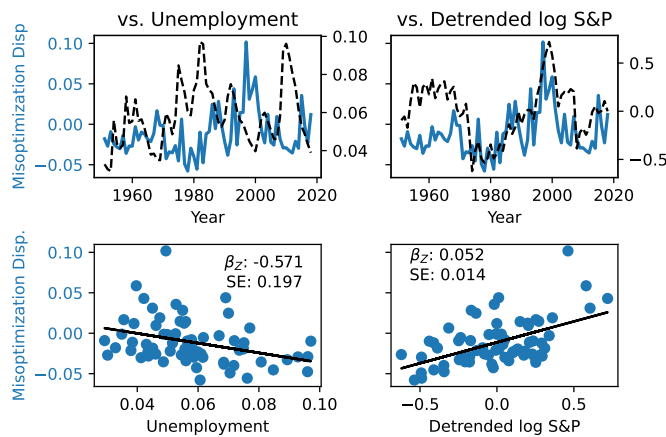 vs. Unemployment
vs. Detrended log S&P
Misoptimization Disp
0.10
0.05
0.00
−0.05
0.10
0.08
0.06
0.04
0.5
0.0
−0.5
1960
1980
2000
2020
Year
1960
1980
2000
2020
Year
Misoptimization Disp.
0.10
0.05
0.00
−0.05
βZ: -0.571
SE: 0.197
βZ: 0.052
SE: 0.014
0.04
0.06
0.08
0.10
Unemployment
−0.5
0.0
0.5
Detrended log S&P